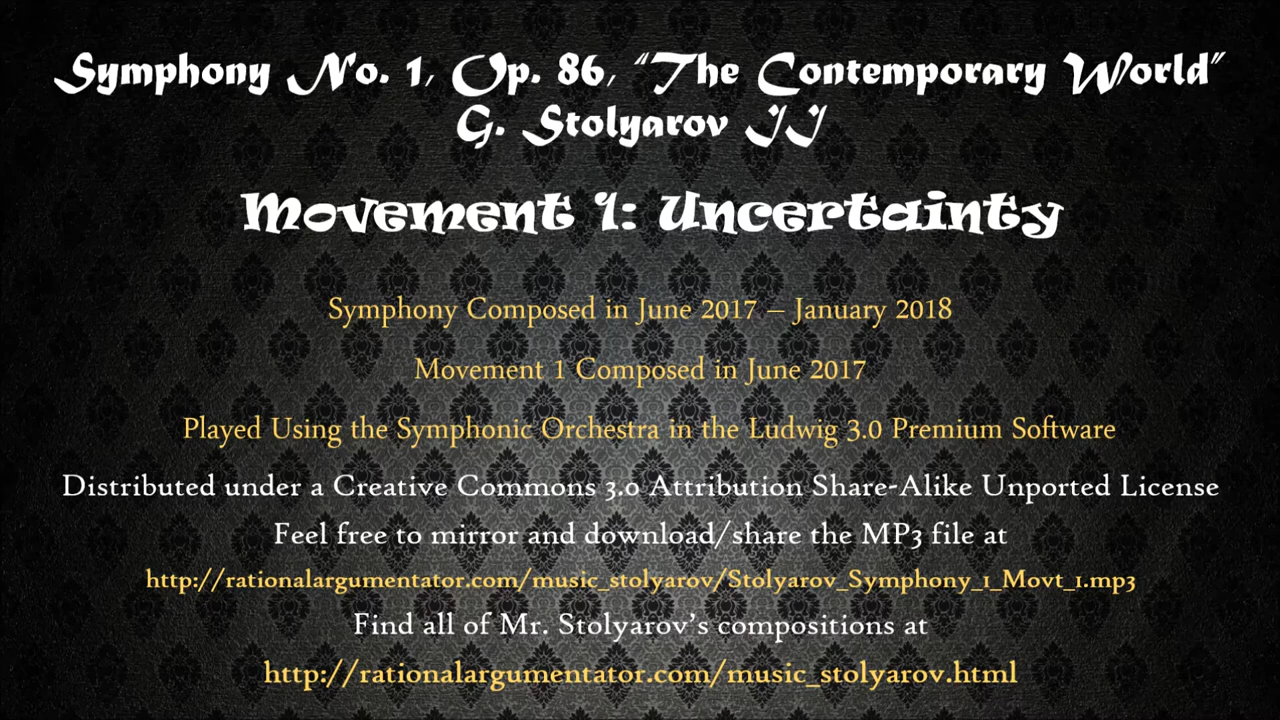 Symphony No. 1, Op. 86, “The Contemporary World”
G. Stolyarov II
Movement 1: Uncertainty
Symphony Composed in June 2017 – January 2018
Movement 1 Composed in June 2017
Played Using the Symphonic Orchestra in the Ludwig 3.0 Premium Software
Distributed under a Creative Commons 3.0 Attribution Share-Alike Unported License
Feel free to mirror and download/share the MP3 file at
http://rationalargumentator.com/music_stolyarov/Stolyarov_Symphony_1_Movt_1.mp3
Find all of Mr. Stolyarov’s compositions at
http://rationalargumentator.com/music_stolyarov.html